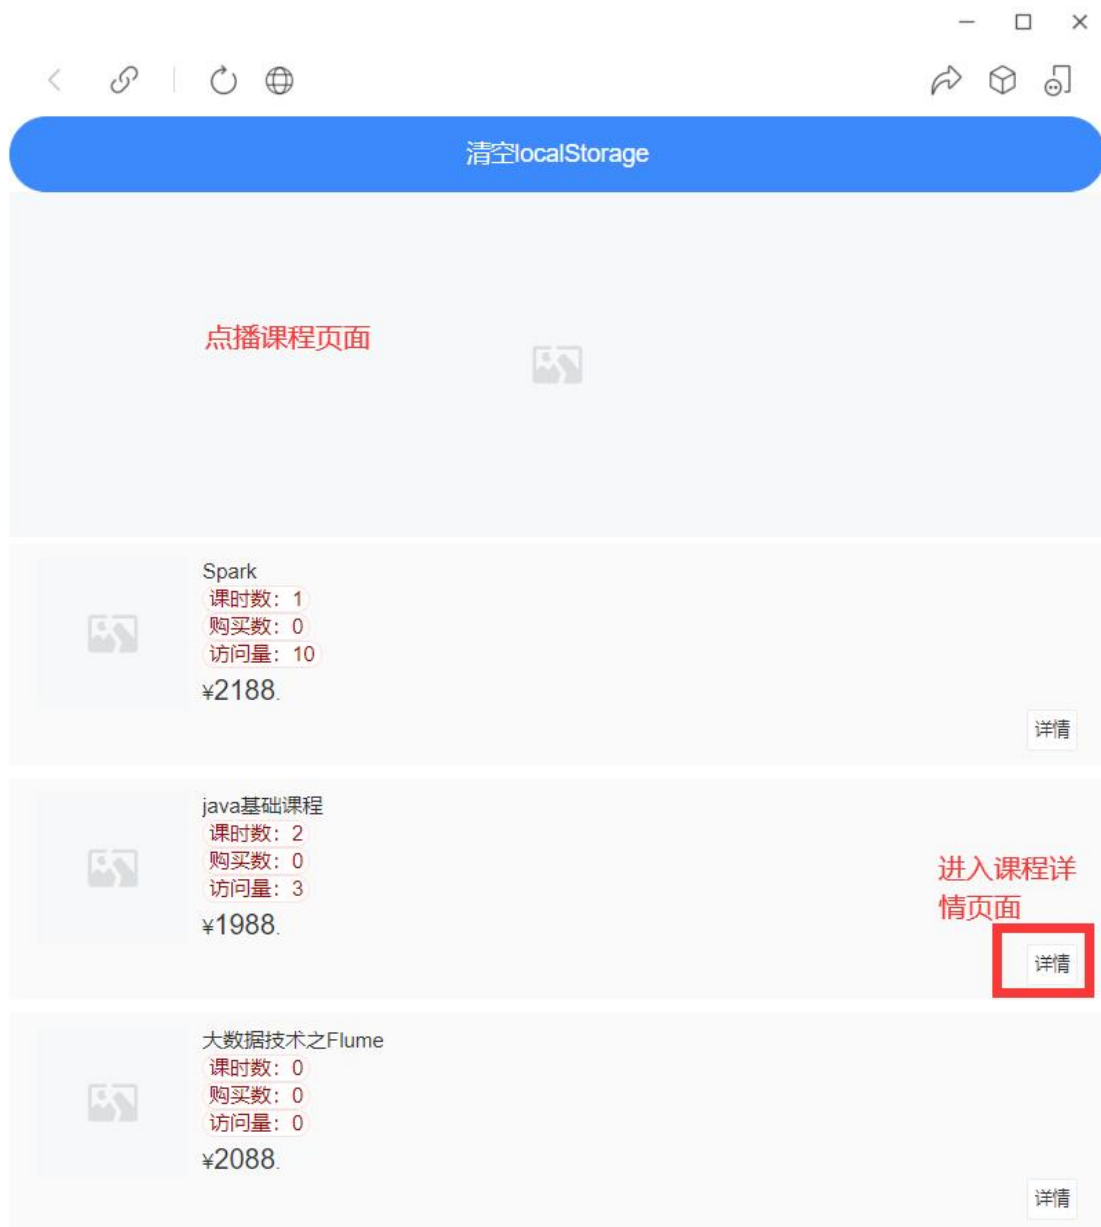 清空localStorage
点播课程页面
Spark
课时数：1
购买数：0
访问量：10
¥2188.
详情
java基础课程
课时数：2
购买数：0
访问量：3
¥1988.
进入课程详
情页面
详情
大数据技术之Flume
课时数：0
购买数：0
访问量：0
¥2088.
详情